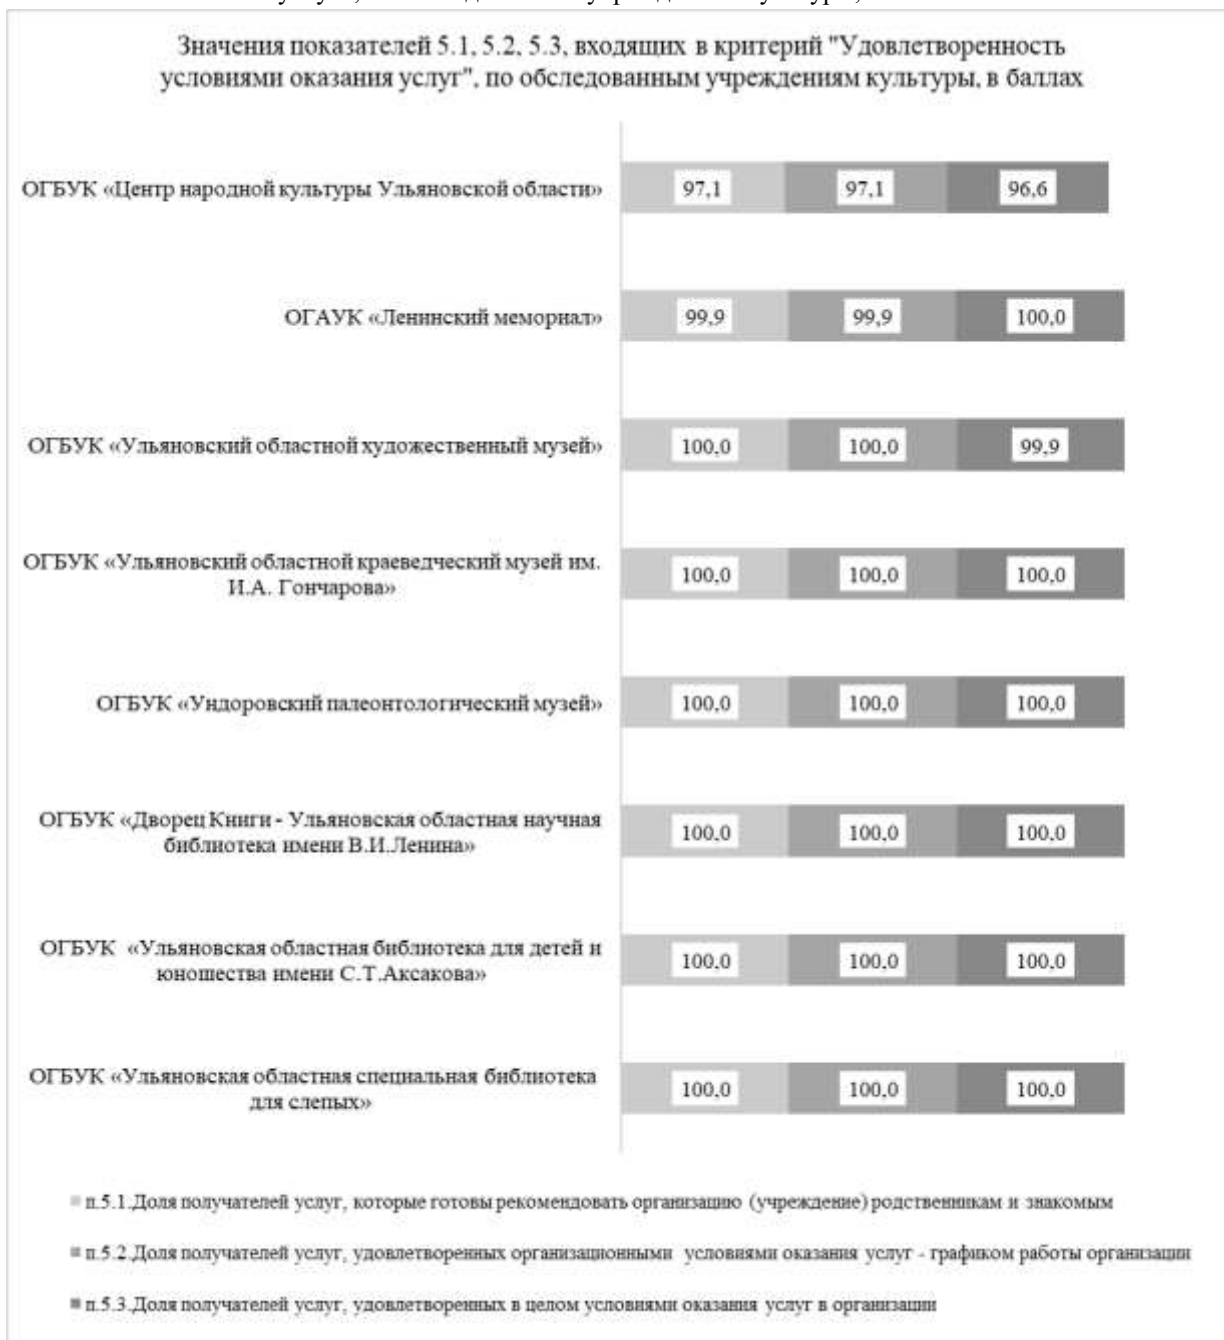 Значения показателей 5.1, 5.2, 5.3, входящих в критерий "Удовлетворенность
условиями оказания услуг", по обследованным учреждениям культуры, в баллах
ОГБУК «Центр народной культуры Ульяновской области»
97,1 97,1 96,6
ОГАУК «Ленинский мемориал»
99,9 99,9 100,0
ОГБУК «Ульяновский областной художественный музей»
100,0 100,0 99,9
ОГБУК «Ульяновский областной краеведческий музей им.
И.А. Гончарова»
100,0 100,0 100,0
ОГБУК «Ундоровский палеонтологический музей»
100,0 100,0 100,0
ОГБУК «Дворец Книги - Ульяновская областная научная
библиотека имени В.И.Ленина»
100,0 100,0 100,0
ОГБУК «Ульяновская областная библиотека для детей и
юношества имени С.Т.Аксакова»
100,0 100,0 100,0
ОГБУК «Ульяновская областная специальная библиотека
для слепых»
100,0 100,0 100,0
п.5.1.Доля получателей услуг, которые готовы рекомендовать организацию (учреждение) родственникам и знакомым
п.5.2.Доля получателей услуг, удовлетворенных организационными условиями оказания услуг - графиком работы организации
п.5.3.Доля получателей услуг, удовлетворенных в целом условиями оказания услуг в организации